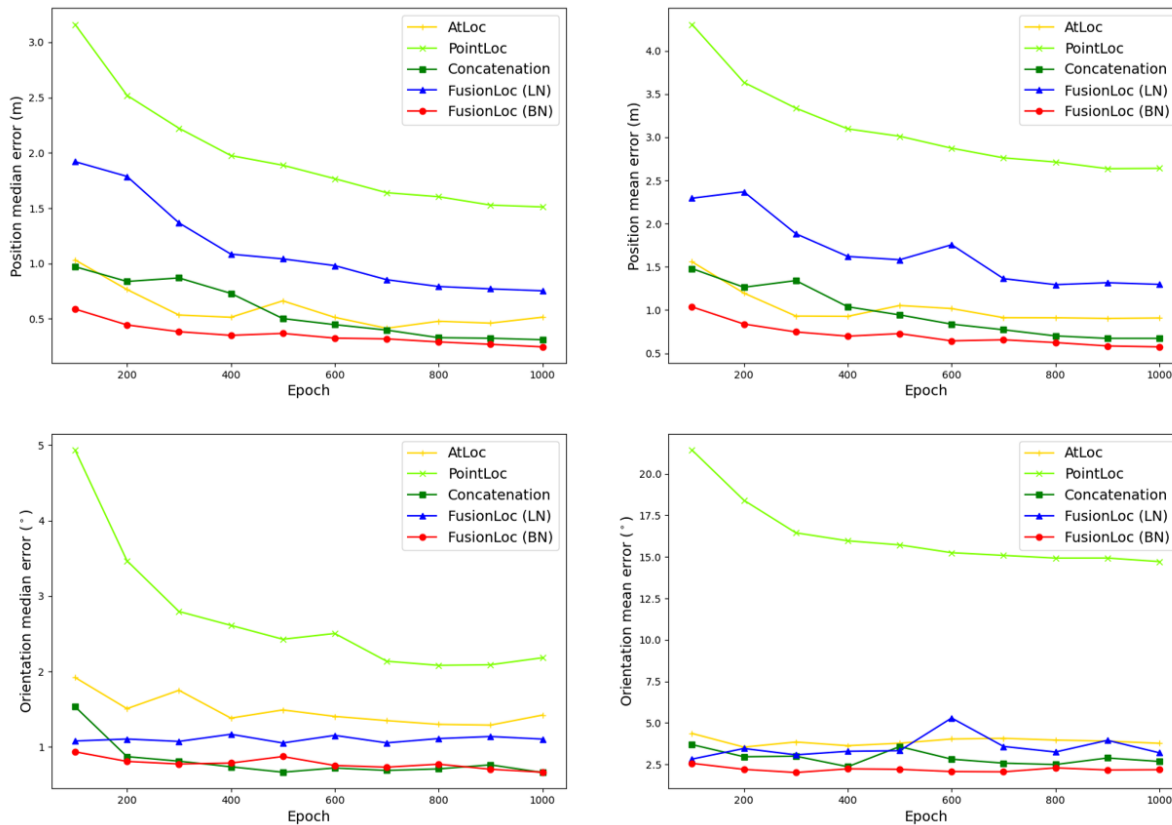 Position median error (m)
3.0
2.5
2.0
1.5
1.0
0.5
AtLoc
PointLoc
Concatenation
FusionLoc (LN)
FusionLoc (BN)
200 400 600 800 1000
Epoch
Position mean error (m)
4.0
3.5
3.0
2.5
2.0
1.5
1.0
0.5
AtLoc
PointLoc
Concatenation
FusionLoc (LN)
FusionLoc (BN)
200 400 600 800 1000
Epoch
Orientation median error (°)
5
4
3
2
1
AtLoc
PointLoc
Concatenation
FusionLoc (LN)
FusionLoc (BN)
200 400 600 800 1000
Epoch
Orientation mean error (°)
20.0
17.5
15.0
12.5
10.0
7.5
5.0
2.5
AtLoc
PointLoc
Concatenation
FusionLoc (LN)
FusionLoc (BN)
200 400 600 800 1000
Epoch